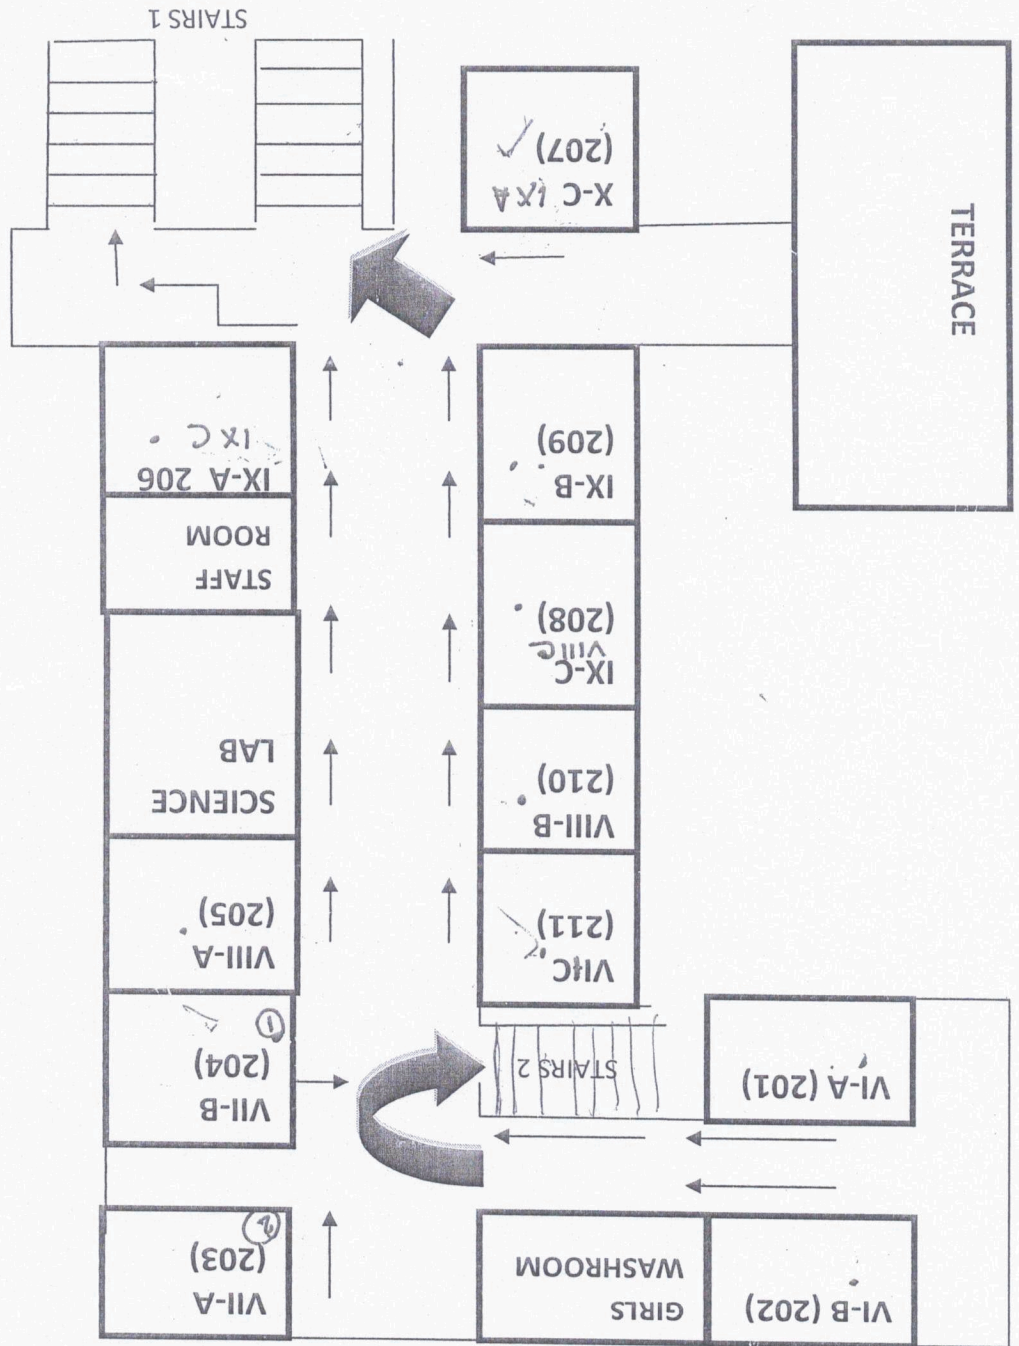 VI-B (202)
GIRLS
WASHROOM
VII-A
(203)
2
VI-A (201)
STAIRS 2
VII-B
(204)
1
VIIC
(211)
VIII-A
(205)
VIII-B
(210)
SCIENCE
LAB
IX-C
VIII C
(208)
STAFF
ROOM
IX-B
(209)
IX-A 206
IX C
TERRACE
X-C IX A
(207)
STAIRS 1